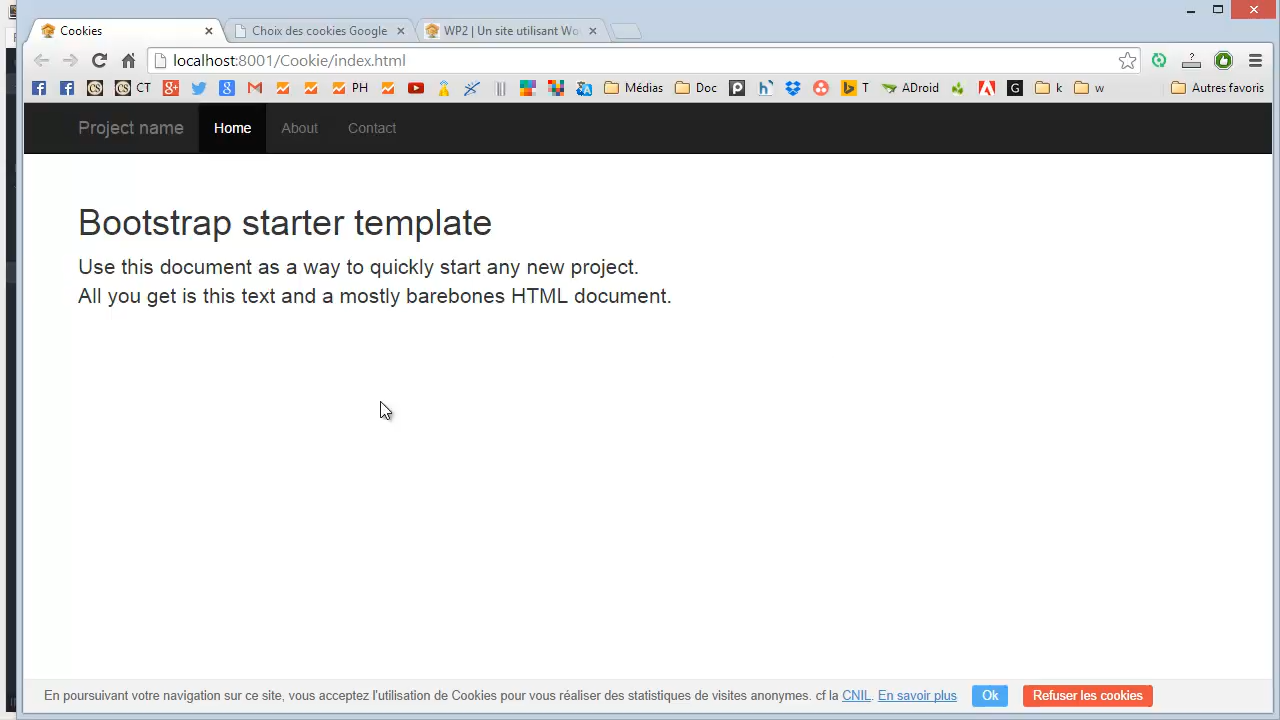 Cookies
Choix des cookies Google
WP2 | Un site utilisant Wo
localhost:8001/Cookie/index.html
CT
PH
Médias
Doc
T
ADroid
k
w
Autres favoris
Project name
Home
About
Contact
Bootstrap starter template
Use this document as a way to quickly start any new project.
All you get is this text and a mostly barebones HTML document.
En poursuivant votre navigation sur ce site, vous acceptez l'utilisation de Cookies pour vous réaliser des statistiques de visites anonymes. cf la CNIL. En savoir plus
Ok
Refuser les cookies